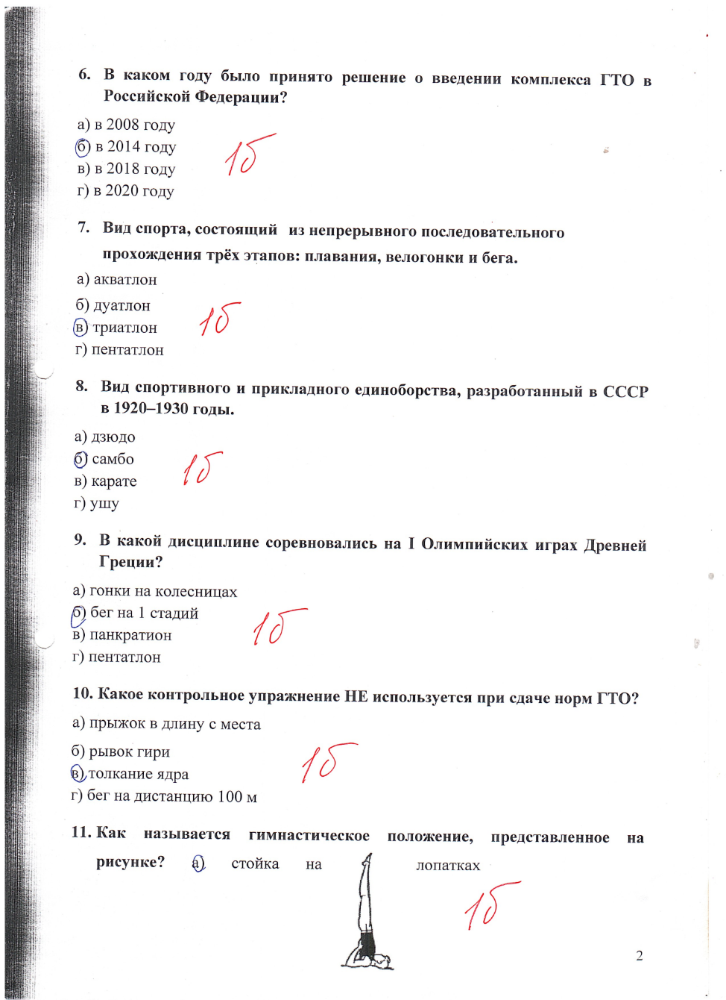 6. В каком году было принято решение о введении комплекса ГТО в
Российской Федерации?
а) в 2008 году
б) в 2014 году
1б
в) в 2018 году
г) в 2020 году
7. Вид спорта, состоящий из непрерывного последовательного
прохождения трёх этапов: плавания, велогонки и бега.
а) акватлон
б) дуатлон
1б
в) триатлон
г) пентатлон
8. Вид спортивного и прикладного единоборства, разработанный в СССР
в 1920–1930 годы.
а) дзюдо
б) самбо
1б
в) карате
г) ушу
9. В какой дисциплине соревновались на I Олимпийских играх Древней
Греции?
а) гонки на колесницах
б) бег на 1 стадий
1б
в) панкратион
г) пентатлон
10. Какое контрольное упражнение НЕ используется при сдаче норм ГТО?
а) прыжок в длину с места
б) рывок гири
1б
в) толкание ядра
г) бег на дистанцию 100 м
11. Как называется гимнастическое положение, представленное на
рисунке? а) стойка на лопатках
1б
2